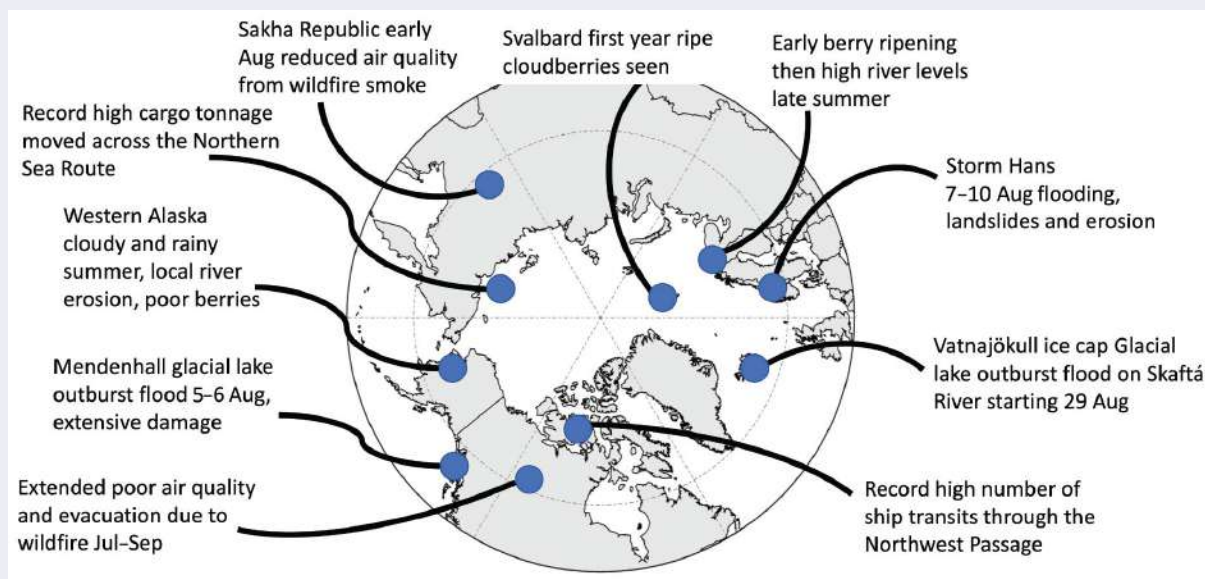 Sakha Republic early
Aug reduced air quality
from wildfire smoke
Svalbard first year ripe
cloudberries seen
Early berry ripening
then high river levels
late summer
Record high cargo tonnage
moved across the Northern
Sea Route
Storm Hans
7–10 Aug flooding,
landslides and erosion
Western Alaska
cloudy and rainy
summer, local river
erosion, poor berries
Mendenhall glacial lake
outburst flood 5–6 Aug,
extensive damage
Vatnajökull ice cap Glacial
lake outburst flood on Skaftá
River starting 29 Aug
Extended poor air quality
and evacuation due to
wildfire Jul–Sep
Record high number of
ship transits through the
Northwest Passage